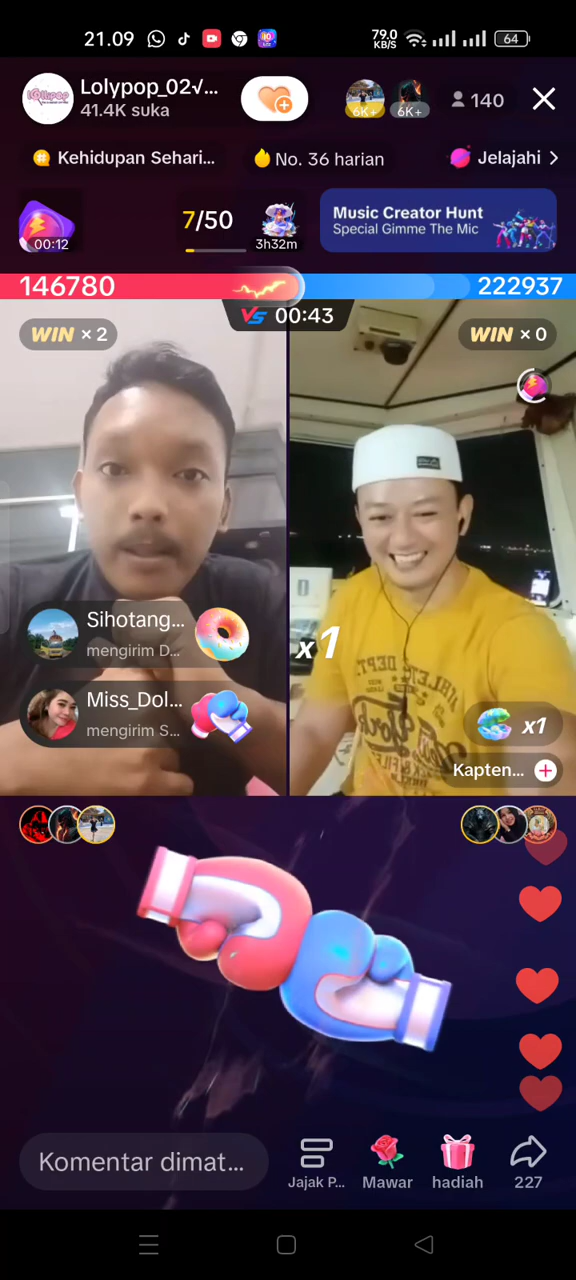 21.09
79.0
KB/S
64
Lollipop
Lolypop_02√...
41.4K suka
6K+
6K+
140
Kehidupan Sehari...
No. 36 harian
Jelajahi
00:12
7/50
3h32m
Music Creator Hunt
Special Gimme The Mic
146780
222937
VS 00:43
WIN × 2
WIN × 0
Sihotang...
mengirim D...
Miss_Dol...
mengirim S...
x1
x1
Kapten...
Komentar dimat...
Jajak P...
Mawar
hadiah
227